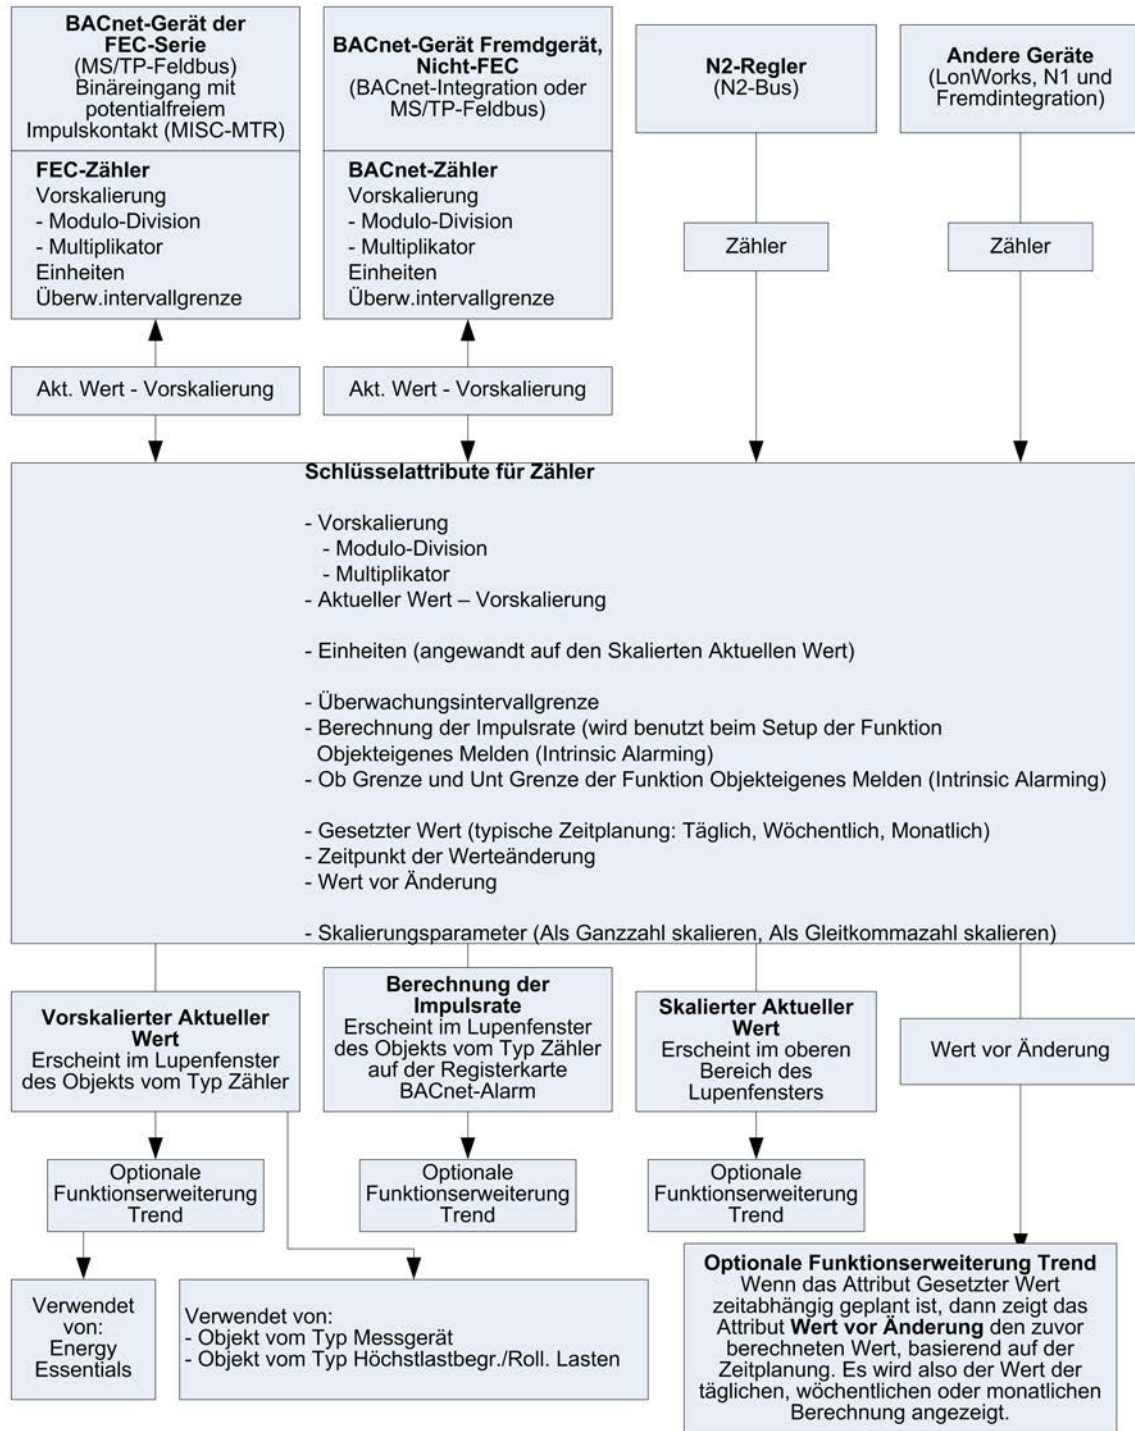 BACnet-Gerät der
FEC-Serie
(MS/TP-Feldbus)
Binäreingang mit
potentialfreiem
Impulskontakt (MISC-MTR)
FEC-Zähler
Vorskalierung
- Modulo-Division
- Multiplikator
Einheiten
Überw.intervallgrenze
BACnet-Gerät Fremdgerät,
Nicht-FEC
(BACnet-Integration oder
MS/TP-Feldbus)
BACnet-Zähler
Vorskalierung
- Modulo-Division
- Multiplikator
Einheiten
Überw.intervallgrenze
N2-Regler
(N2-Bus)
Andere Geräte
(LonWorks, N1 und
Fremdintegration)
Zähler
Zähler
Akt. Wert - Vorskalierung
Akt. Wert - Vorskalierung
Schlüsselattribute für Zähler
- Vorskalierung
- Modulo-Division
- Multiplikator
- Aktueller Wert – Vorskalierung
- Einheiten (angewandt auf den Skalierten Aktuellen Wert)
- Überwachungsintervallgrenze
- Berechnung der Impulsrate (wird benutzt beim Setup der Funktion
Objekteigenes Melden (Intrinsic Alarming)
- Ob Grenze und Unt Grenze der Funktion Objekteigenes Melden (Intrinsic Alarming)
- Gesetzter Wert (typische Zeitplanung: Täglich, Wöchentlich, Monatlich)
- Zeitpunkt der Werteänderung
- Wert vor Änderung
- Skalierungsparameter (Als Ganzzahl skalieren, Als Gleitkommazahl skalieren)
Vorskalierter Aktueller
Wert
Erscheint im Lupenfenster
des Objekts vom Typ Zähler
Berechnung der
Impulsrate
Erscheint im Lupenfenster
des Objekts vom Typ Zähler
auf der Registerkarte
BACnet-Alarm
Skalierter Aktueller
Wert
Erscheint im oberen
Bereich des
Lupenfensters
Wert vor Änderung
Optionale
Funktionserweiterung
Trend
Optionale
Funktionserweiterung
Trend
Optionale
Funktionserweiterung
Trend
Verwendet
von:
Energy
Essentials
Verwendet von:
- Objekt vom Typ Messgerät
- Objekt vom Typ Höchstlastbegr./Roll. Lasten
Optionale Funktionserweiterung Trend
Wenn das Attribut Gesetzter Wert
zeitabhängig geplant ist, dann zeigt das
Attribut Wert vor Änderung den zuvor
berechneten Wert, basierend auf der
Zeitplanung. Es wird also der Wert der
täglichen, wöchentlichen oder monatlichen
Berechnung angezeigt.